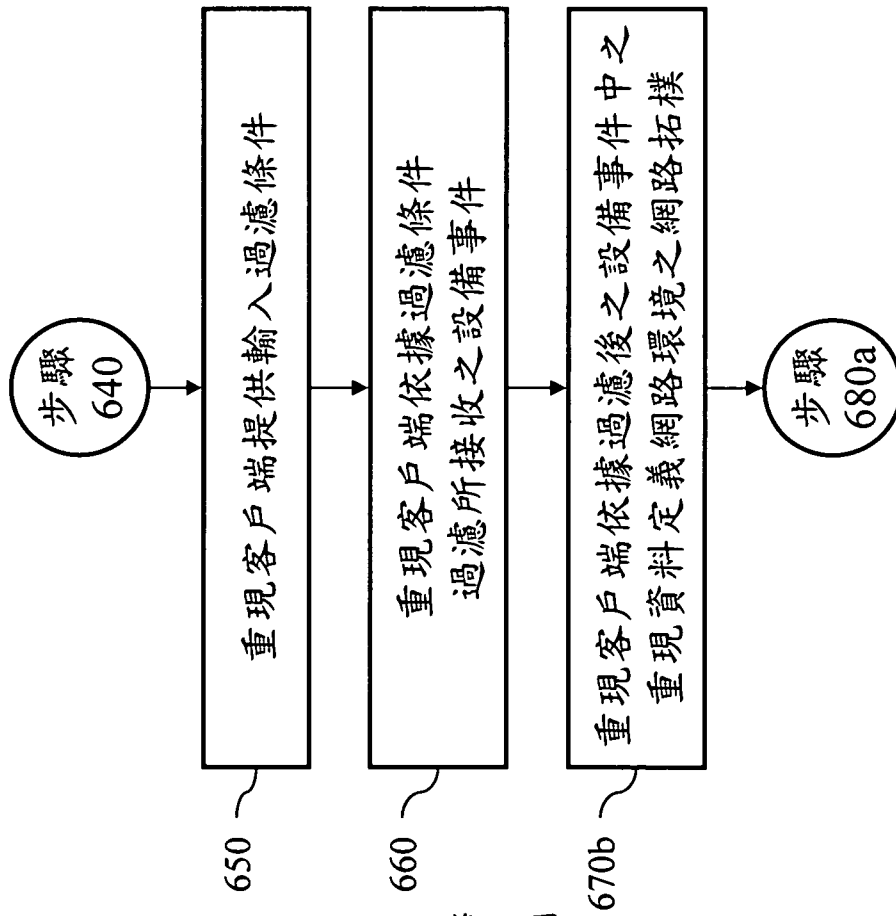 步驟
640
650
重現客戶端提供輸入過濾條件
660
重現客戶端依據過濾條件
過濾所接收之設備事件
670b
重現客戶端依據過濾後之設備事件中之
重現資料定義網路環境之網路拓樸
步驟
680a